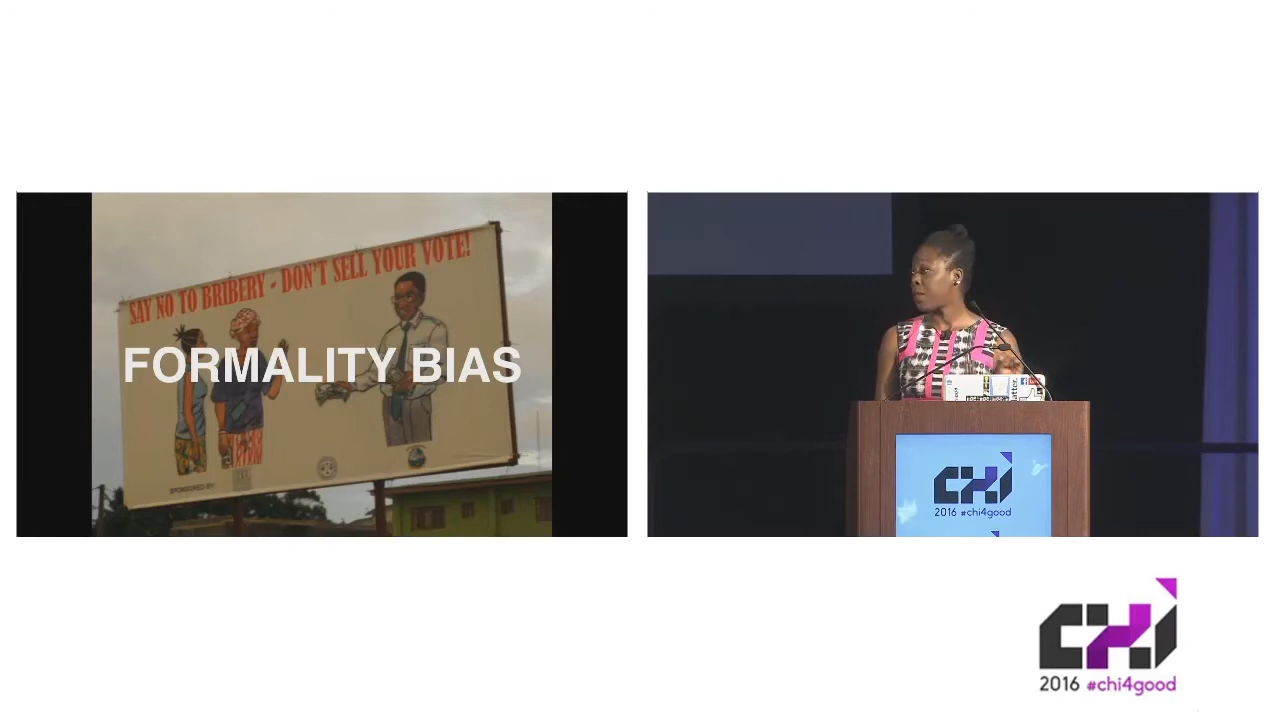 SAY NO TO BRIBERY - DON'T SELL YOUR VOTE!
FORMALITY BIAS
SPONSORED BY:
CHI
2016 #chi4good
CHI
2016 #chi4good